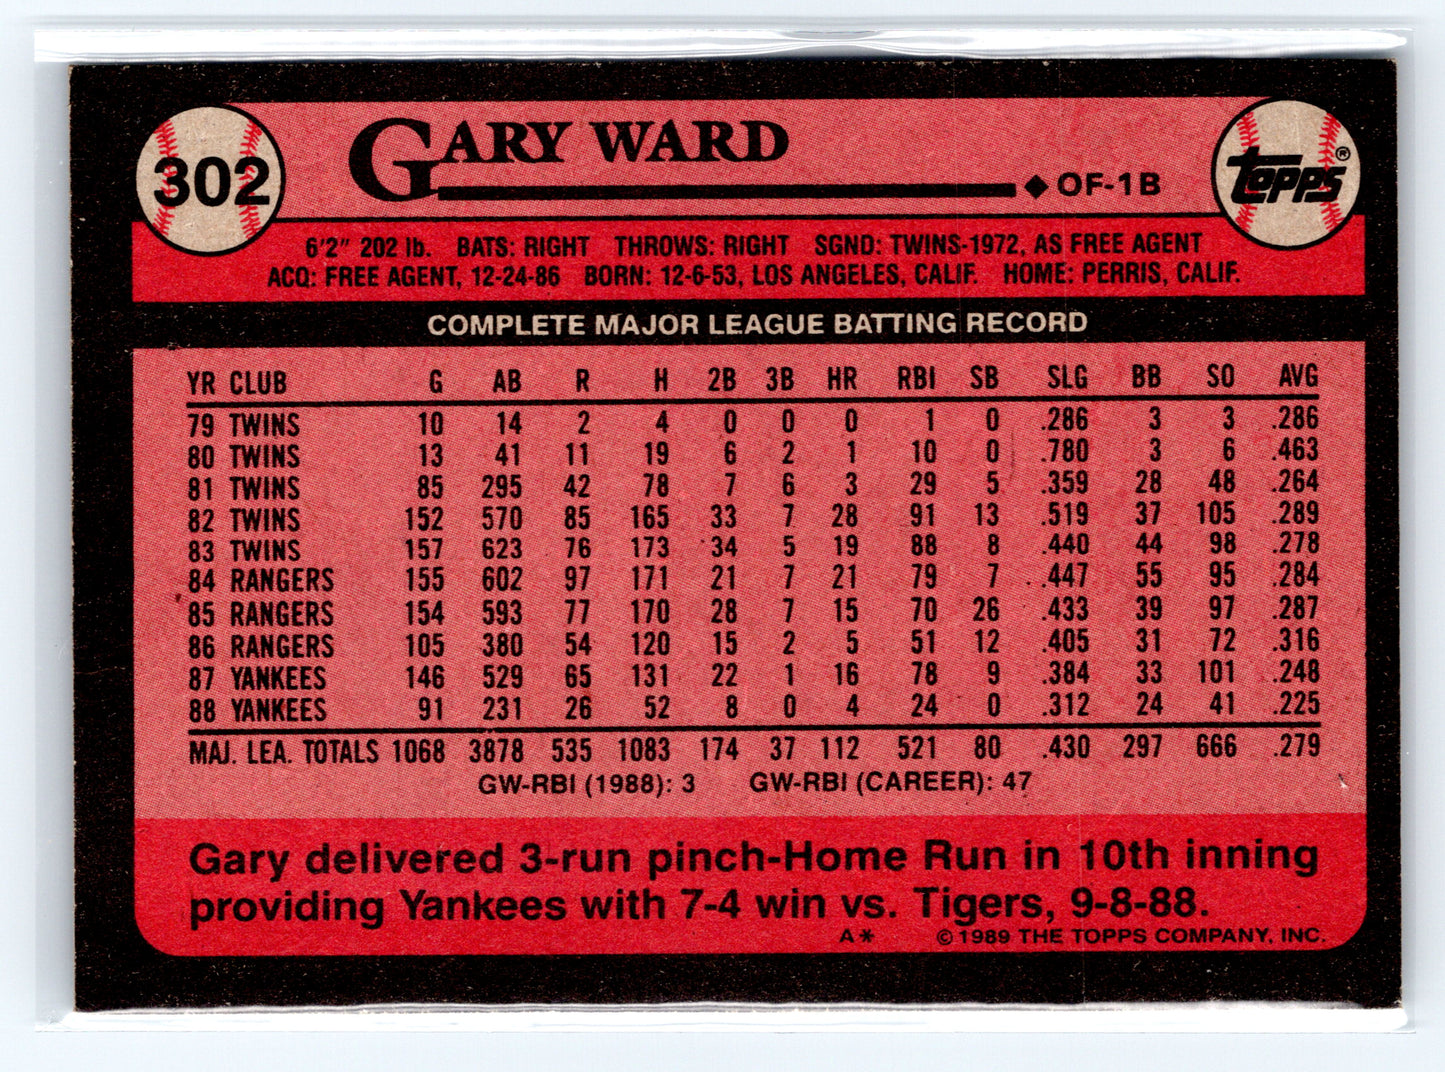 302
GARY WARD
OF-1B
TOPPS®
6'2" 202 lb. BATS: RIGHT THROWS: RIGHT SGND: TWINS-1972, AS FREE AGENT
ACQ: FREE AGENT, 12-24-86 BORN: 12-6-53, LOS ANGELES, CALIF. HOME: PERRIS, CALIF.
COMPLETE MAJOR LEAGUE BATTING RECORD
YR CLUB G AB R H 2B 3B HR RBI SB SLG BB SO AVG
79 TWINS 10 14 2 4 0 0 0 1 0 .286 3 3 .286
80 TWINS 13 41 11 19 6 2 1 10 0 .780 3 6 .463
81 TWINS 85 295 42 78 7 6 3 29 5 .359 28 48 .264
82 TWINS 152 570 85 165 33 7 28 91 13 .519 37 105 .289
83 TWINS 157 623 76 173 34 5 19 88 8 .440 44 98 .278
84 RANGERS 155 602 97 171 21 7 21 79 7 .447 55 95 .284
85 RANGERS 154 593 77 170 28 7 15 70 26 .433 39 97 .287
86 RANGERS 105 380 54 120 15 2 5 51 12 .405 31 72 .316
87 YANKEES 146 529 65 131 22 1 16 78 9 .384 33 101 .248
88 YANKEES 91 231 26 52 8 0 4 24 0 .312 24 41 .225
MAJ. LEA. TOTALS 1068 3878 535 1083 174 37 112 521 80 .430 297 666 .279
GW-RBI (1988): 3 GW-RBI (CAREER): 47
Gary delivered 3-run pinch-Home Run in 10th inning
providing Yankees with 7-4 win vs. Tigers, 9-8-88.
A* © 1989 THE TOPPS COMPANY, INC.